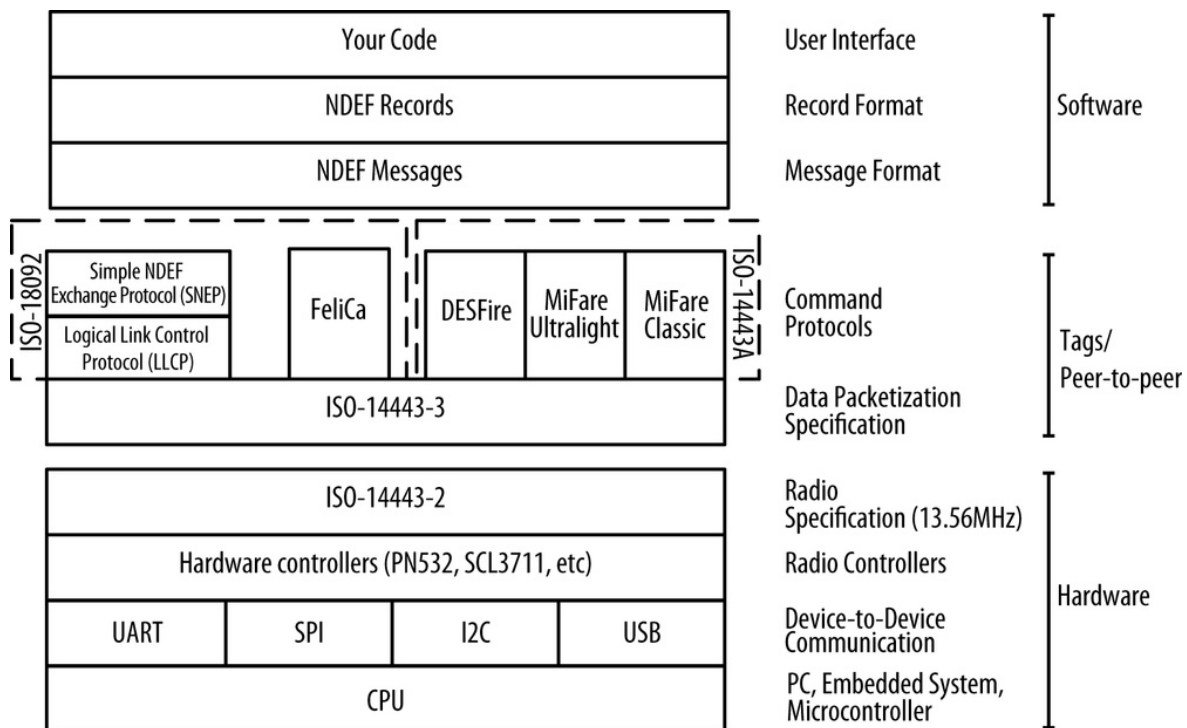 Your Code
User Interface
NDEF Records
Record Format
Software
NDEF Messages
Message Format
ISO-18092
Simple NDEF
Exchange Protocol (SNEP)
Logical Link Control
Protocol (LLCP)
FeliCa
DESFire
MiFare
Ultralight
MiFare
Classic
ISO-14443A
Command
Protocols
Tags/
Peer-to-peer
ISO-14443-3
Data Packetization
Specification
ISO-14443-2
Radio
Specification (13.56MHz)
Hardware controllers (PN532, SCL3711, etc)
Radio Controllers
Hardware
UART
SPI
I2C
USB
Device-to-Device
Communication
CPU
PC, Embedded System,
Microcontroller